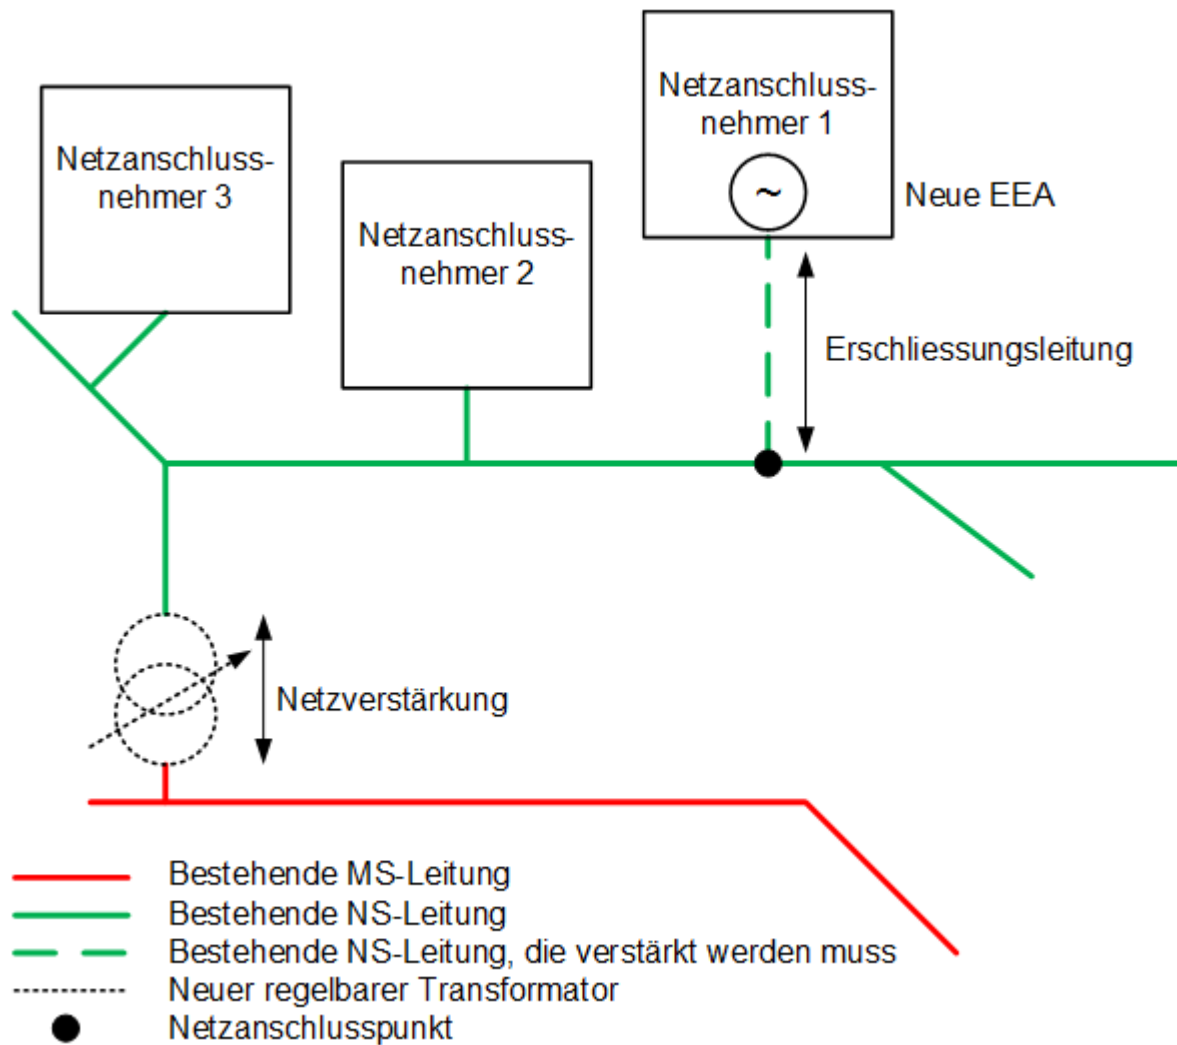 Netzanschluss-
nehmer 1
~
Neue EEA
Netzanschluss-
nehmer 3
Netzanschluss-
nehmer 2
Erschliessungsleitung
Netzverstärkung
Bestehende MS-Leitung
Bestehende NS-Leitung
Bestehende NS-Leitung, die verstärkt werden muss
Neuer regelbarer Transformator
Netzanschlusspunkt